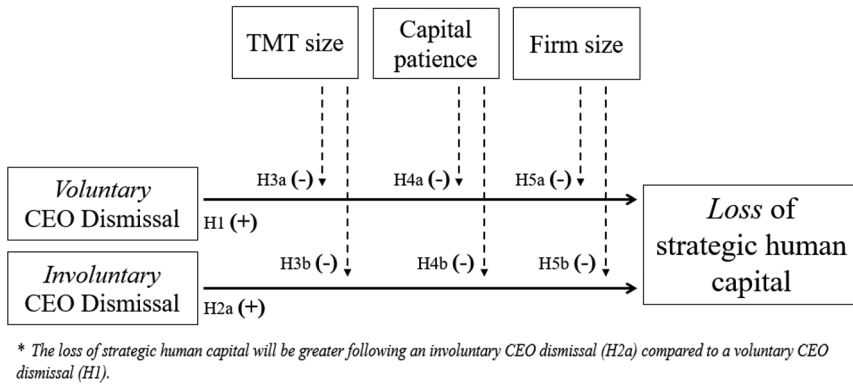 TMT size
Capital
patience
Firm size
H3a (-)
H4a (-)
H5a (-)
Voluntary
CEO Dismissal
H1 (+)
Loss of
strategic human
capital
H3b (-)
H4b (-)
H5b (-)
Involuntary
CEO Dismissal
H2a (+)
* The loss of strategic human capital will be greater following an involuntary CEO dismissal (H2a) compared to a voluntary CEO
dismissal (H1).